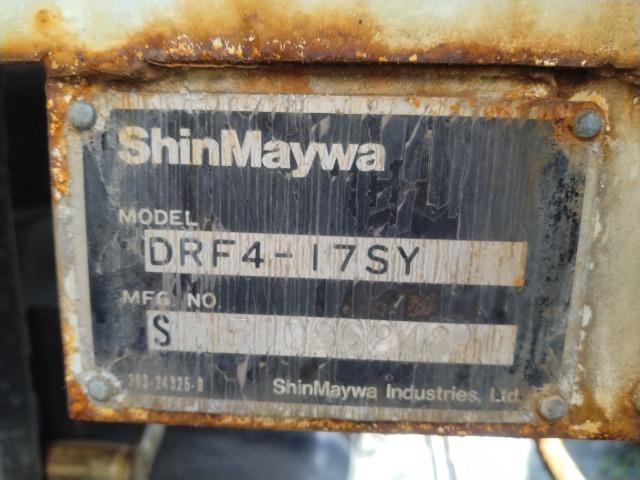 ShinMaywa
MODEL
DRF4-17SY
MFG NO.
S
ShinMaywa Industries, Ltd.